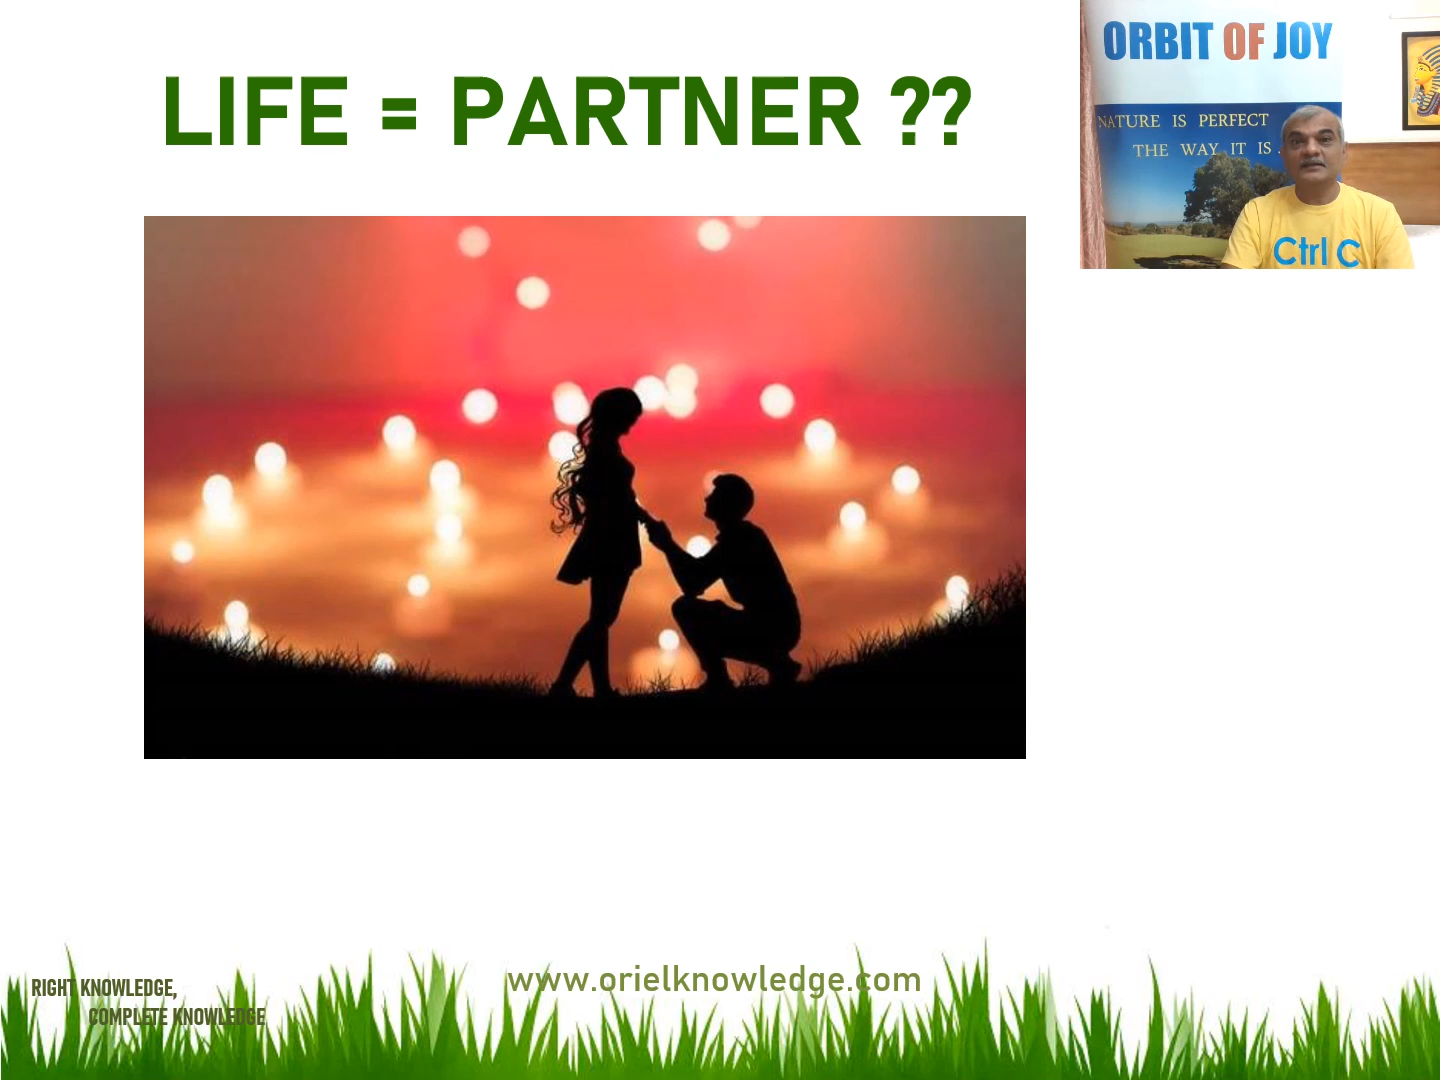 LIFE = PARTNER ??
ORBIT OF JOY
NATURE IS PERFECT
THE WAY IT IS .
Ctrl C
www.orielknowledge.com
RIGHT KNOWLEDGE,
COMPLETE KNOWLEDGE